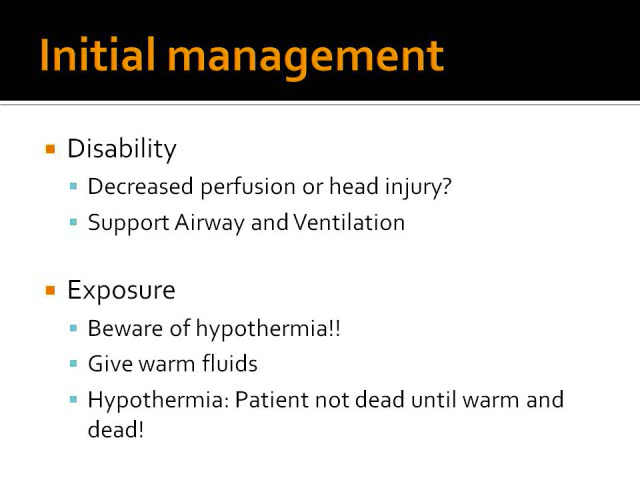 Initial management
Disability
Decreased perfusion or head injury?
Support Airway and Ventilation
Exposure
Beware of hypothermia!!
Give warm fluids
Hypothermia: Patient not dead until warm and
dead!